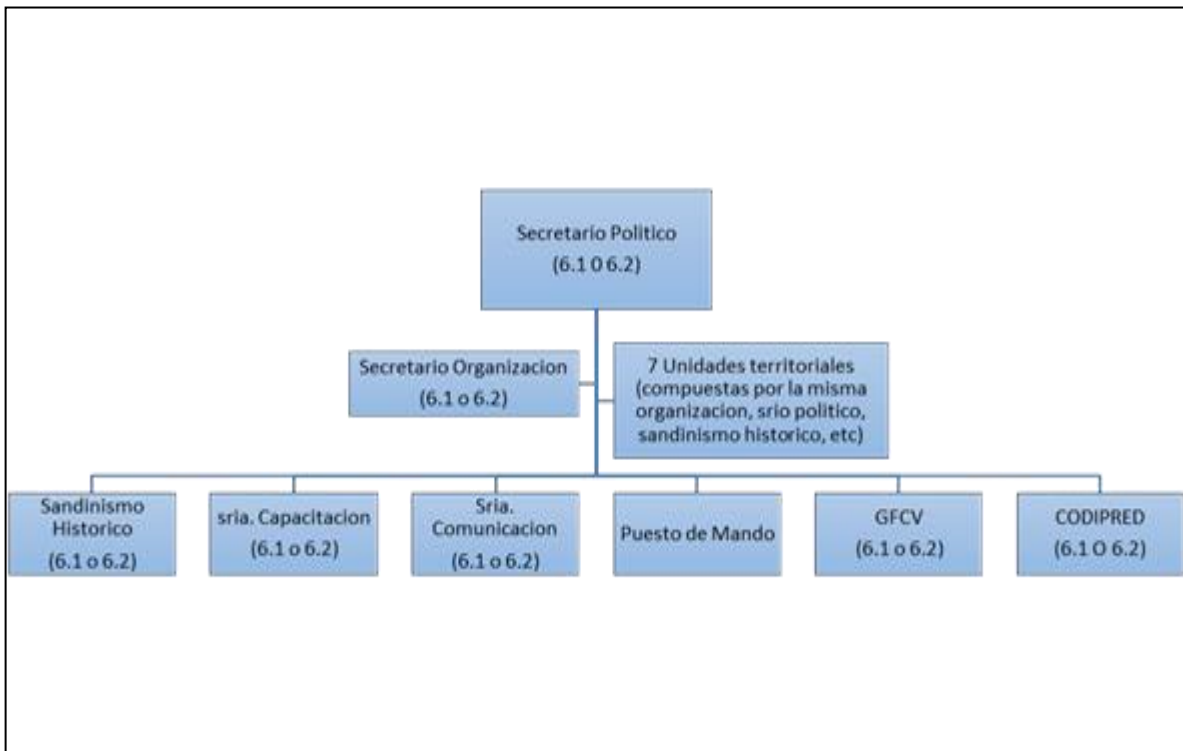 Secretario Politico
(6.1 0 6.2)
Secretario Organizacion
(6.1 o 6.2)
7 Unidades territoriales
(compuestas por la misma
organizacion, srio politico,
sandinismo historico, etc)
Sandinismo
Historico
(6.1 o 6.2)
sria. Capacitacion
(6.1 o 6.2)
Sria.
Comunicacion
(6.1 o 6.2)
Puesto de Mando
GFCV
(6.1 o 6.2)
CODIPRED
(6.1 O 6.2)